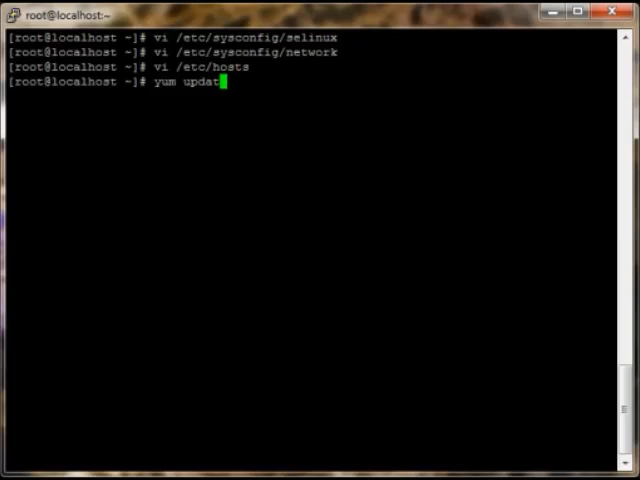 root@localhost:~
[root@localhost ~]# vi /etc/sysconfig/selinux
[root@localhost ~]# vi /etc/sysconfig/network
[root@localhost ~]# vi /etc/hosts
[root@localhost ~]# yum updat